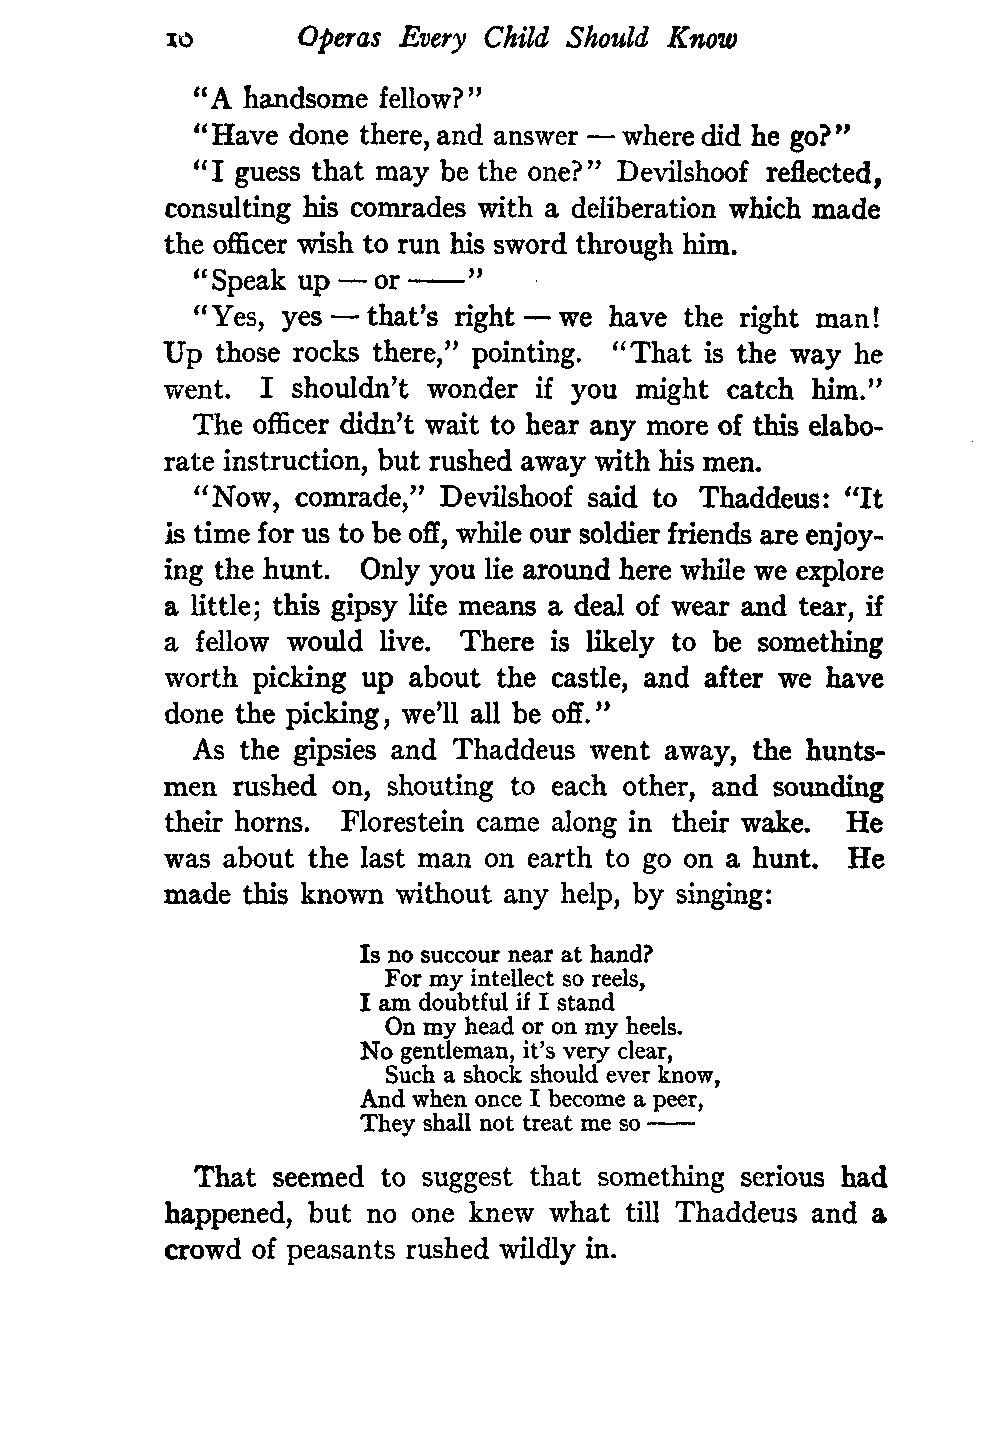 10 Operas Every Child Should Know
"A handsome fellow?"
"Have done there, and answer — where did he go?"
"I guess that may be the one?" Devilshoof reflected,
consulting his comrades with a deliberation which made
the officer wish to run his sword through him.
"Speak up — or ——"
"Yes, yes — that's right — we have the right man!
Up those rocks there," pointing. "That is the way he
went. I shouldn't wonder if you might catch him."
The officer didn't wait to hear any more of this elabo-
rate instruction, but rushed away with his men.
"Now, comrade," Devilshoof said to Thaddeus: "It
is time for us to be off, while our soldier friends are enjoy-
ing the hunt. Only you lie around here while we explore
a little; this gipsy life means a deal of wear and tear, if
a fellow would live. There is likely to be something
worth picking up about the castle, and after we have
done the picking, we'll all be off."
As the gipsies and Thaddeus went away, the hunts-
men rushed on, shouting to each other, and sounding
their horns. Florestein came along in their wake. He
was about the last man on earth to go on a hunt. He
made this known without any help, by singing:
Is no succour near at hand?
For my intellect so reels,
I am doubtful if I stand
On my head or on my heels.
No gentleman, it's very clear,
Such a shock should ever know,
And when once I become a peer,
They shall not treat me so ——
That seemed to suggest that something serious had
happened, but no one knew what till Thaddeus and a
crowd of peasants rushed wildly in.